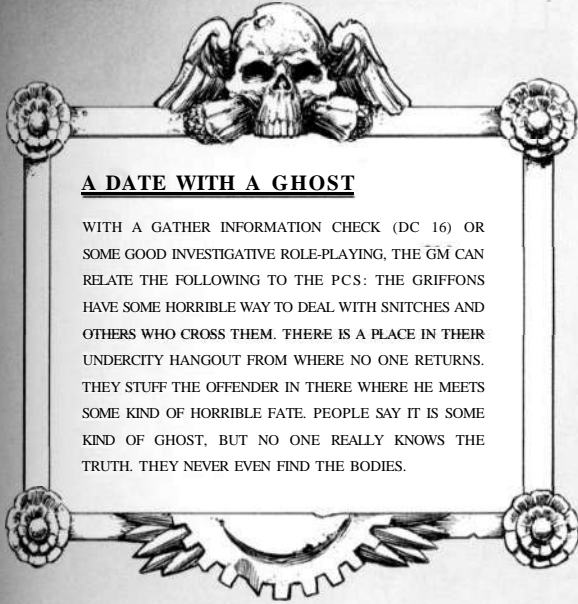 A DATE WITH A GHOST
WITH A GATHER INFORMATION CHECK (DC 16) OR
SOME GOOD INVESTIGATIVE ROLE-PLAYING, THE GM CAN
RELATE THE FOLLOWING TO THE PCS: THE GRIFFONS
HAVE SOME HORRIBLE WAY TO DEAL WITH SNITCHES AND
OTHERS WHO CROSS THEM. THERE IS A PLACE IN THEIR
UNDERCITY HANGOUT FROM WHERE NO ONE RETURNS.
THEY STUFF THE OFFENDER IN THERE WHERE HE MEETS
SOME KIND OF HORRIBLE FATE. PEOPLE SAY IT IS SOME
KIND OF GHOST, BUT NO ONE REALLY KNOWS THE
TRUTH. THEY NEVER EVEN FIND THE BODIES.